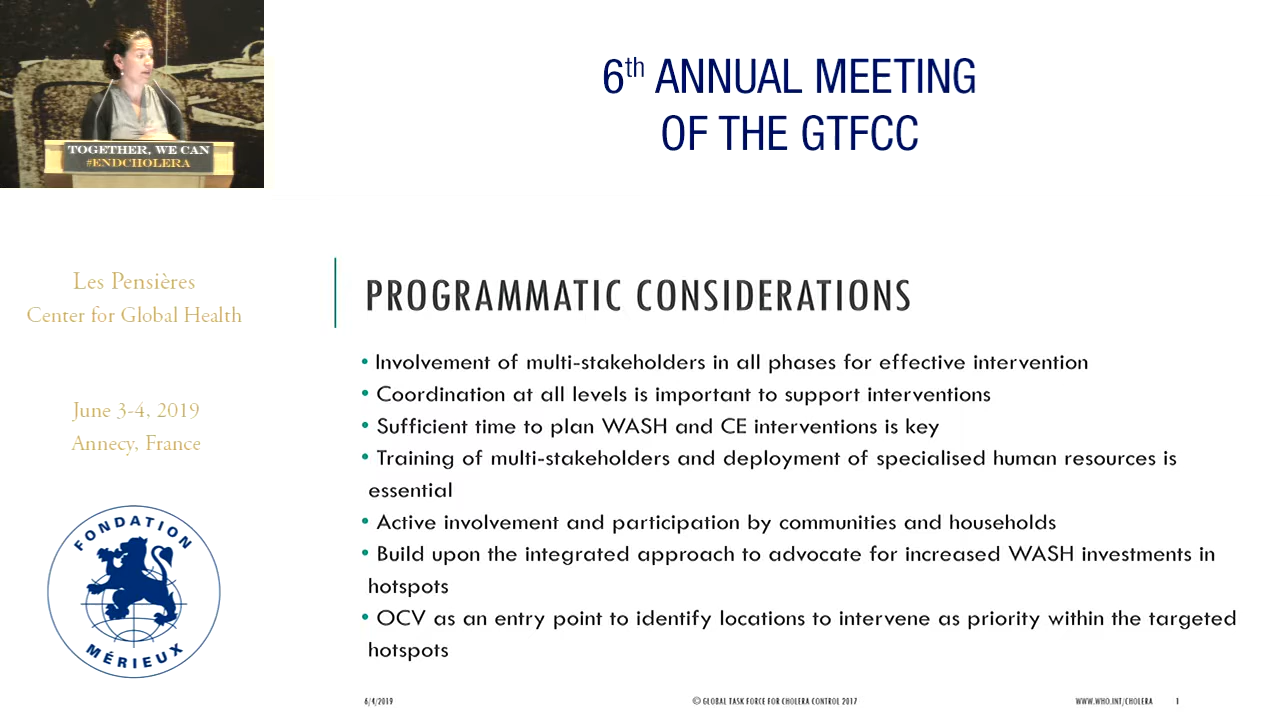 TOGETHER, WE CAN
#ENDCHOLERA
6th ANNUAL MEETING
OF THE GTFCC
Les Pensières
Center for Global Health
June 3-4, 2019
Annecy, France
FONDATION
MÉRIEUX
PROGRAMMATIC CONSIDERATIONS
• Involvement of multi-stakeholders in all phases for effective intervention
• Coordination at all levels is important to support interventions
• Sufficient time to plan WASH and CE interventions is key
• Training of multi-stakeholders and deployment of specialised human resources is
essential
• Active involvement and participation by communities and households
• Build upon the integrated approach to advocate for increased WASH investments in
hotspots
• OCV as an entry point to identify locations to intervene as priority within the targeted
hotspots
6/4/2019
© GLOBAL TASK FORCE FOR CHOLERA CONTROL 2017
WWW.WHO.INT/CHOLERA
1